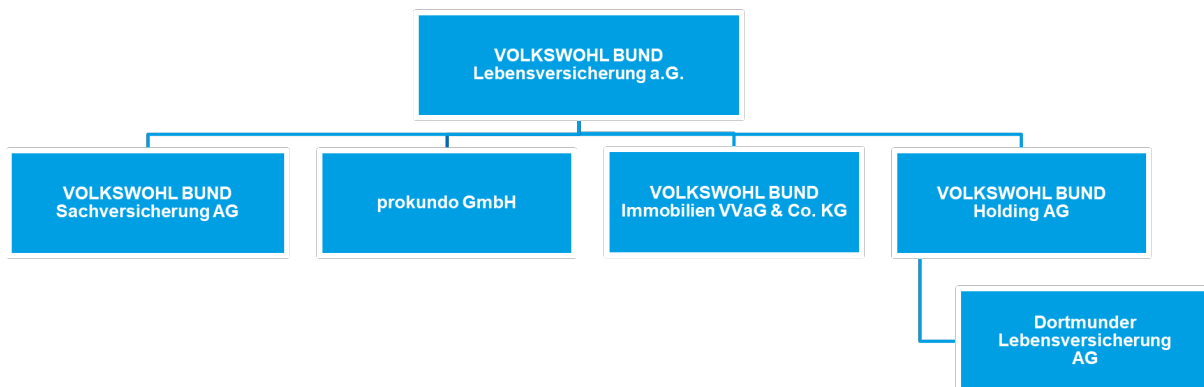 VOLKSWOHL BUND
Lebensversicherung a.G.
VOLKSWOHL BUND
Sachversicherung AG
prokundo GmbH
VOLKSWOHL BUND
Immobilien VVaG & Co. KG
VOLKSWOHL BUND
Holding AG
Dortmunder
Lebensversicherung
AG